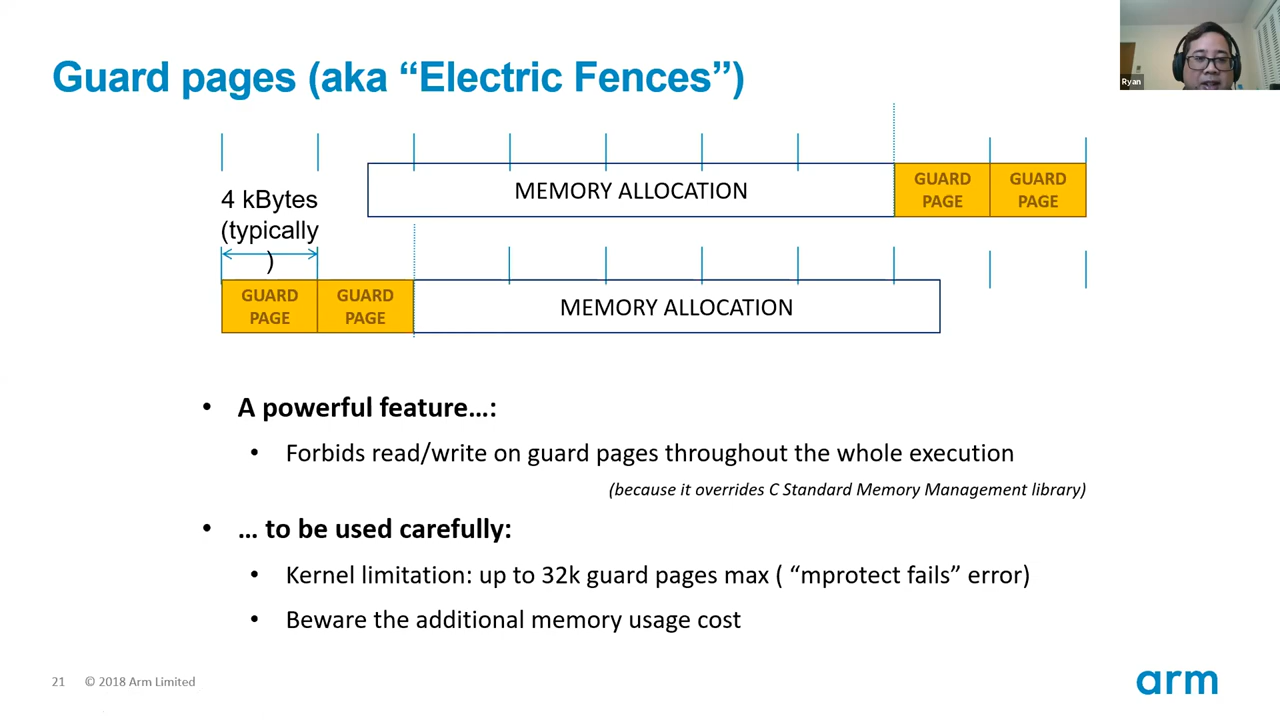 Guard pages (aka “Electric Fences”)
Ryan
MEMORY ALLOCATION
GUARD
PAGE
GUARD
PAGE
4 kBytes
(typically
)
GUARD
PAGE
GUARD
PAGE
MEMORY ALLOCATION
• A powerful feature…:
• Forbids read/write on guard pages throughout the whole execution
(because it overrides C Standard Memory Management library)
• … to be used carefully:
• Kernel limitation: up to 32k guard pages max ( “mprotect fails” error)
• Beware the additional memory usage cost
21 © 2018 Arm Limited
arm